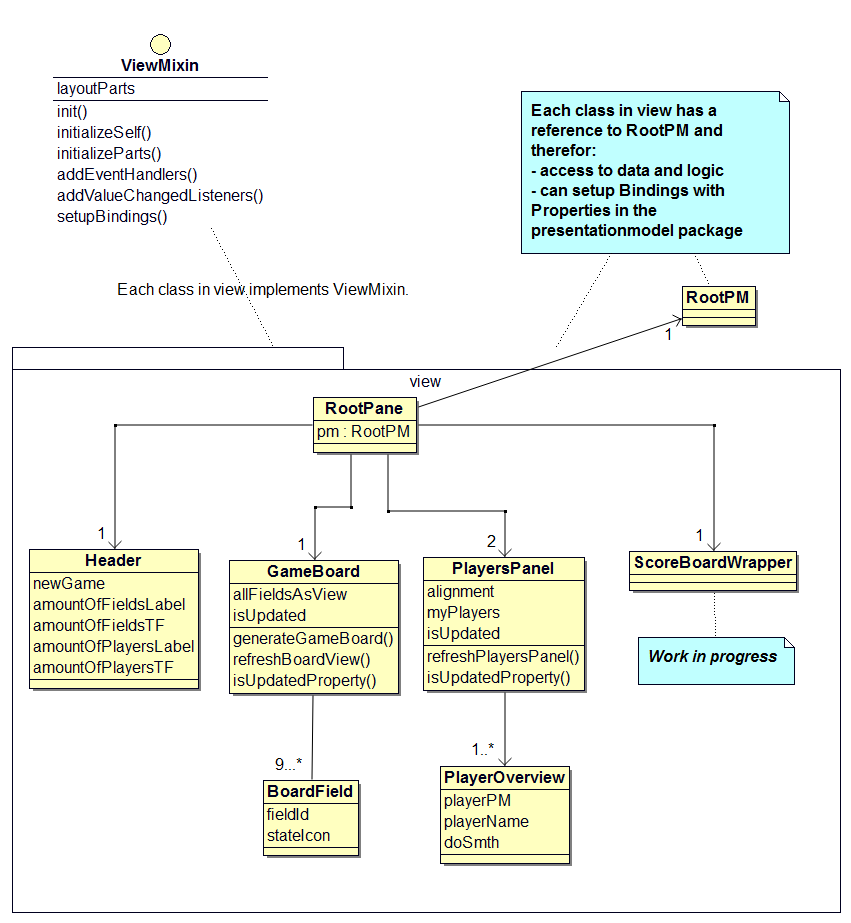 ViewMixin
layoutParts
init()
initializeSelf()
initializeParts()
addEventHandlers()
addValueChangedListeners()
setupBindings()
Each class in view has a
reference to RootPM and
therefor:
- access to data and logic
- can setup Bindings with
Properties in the
presentationmodel package
Each class in view implements ViewMixin.
RootPM
1
view
RootPane
pm : RootPM
1
Header
newGame
amountOfFieldsLabel
amountOfFieldsTF
amountOfPlayersLabel
amountOfPlayersTF
1
GameBoard
allFieldsAsView
isUpdated
generateGameBoard()
refreshBoardView()
isUpdatedProperty()
2
PlayersPanel
alignment
myPlayers
isUpdated
refreshPlayersPanel()
isUpdatedProperty()
1
ScoreBoardWrapper
Work in progress
9...*
BoardField
fieldId
stateIcon
1..*
PlayerOverview
playerPM
playerName
doSmth